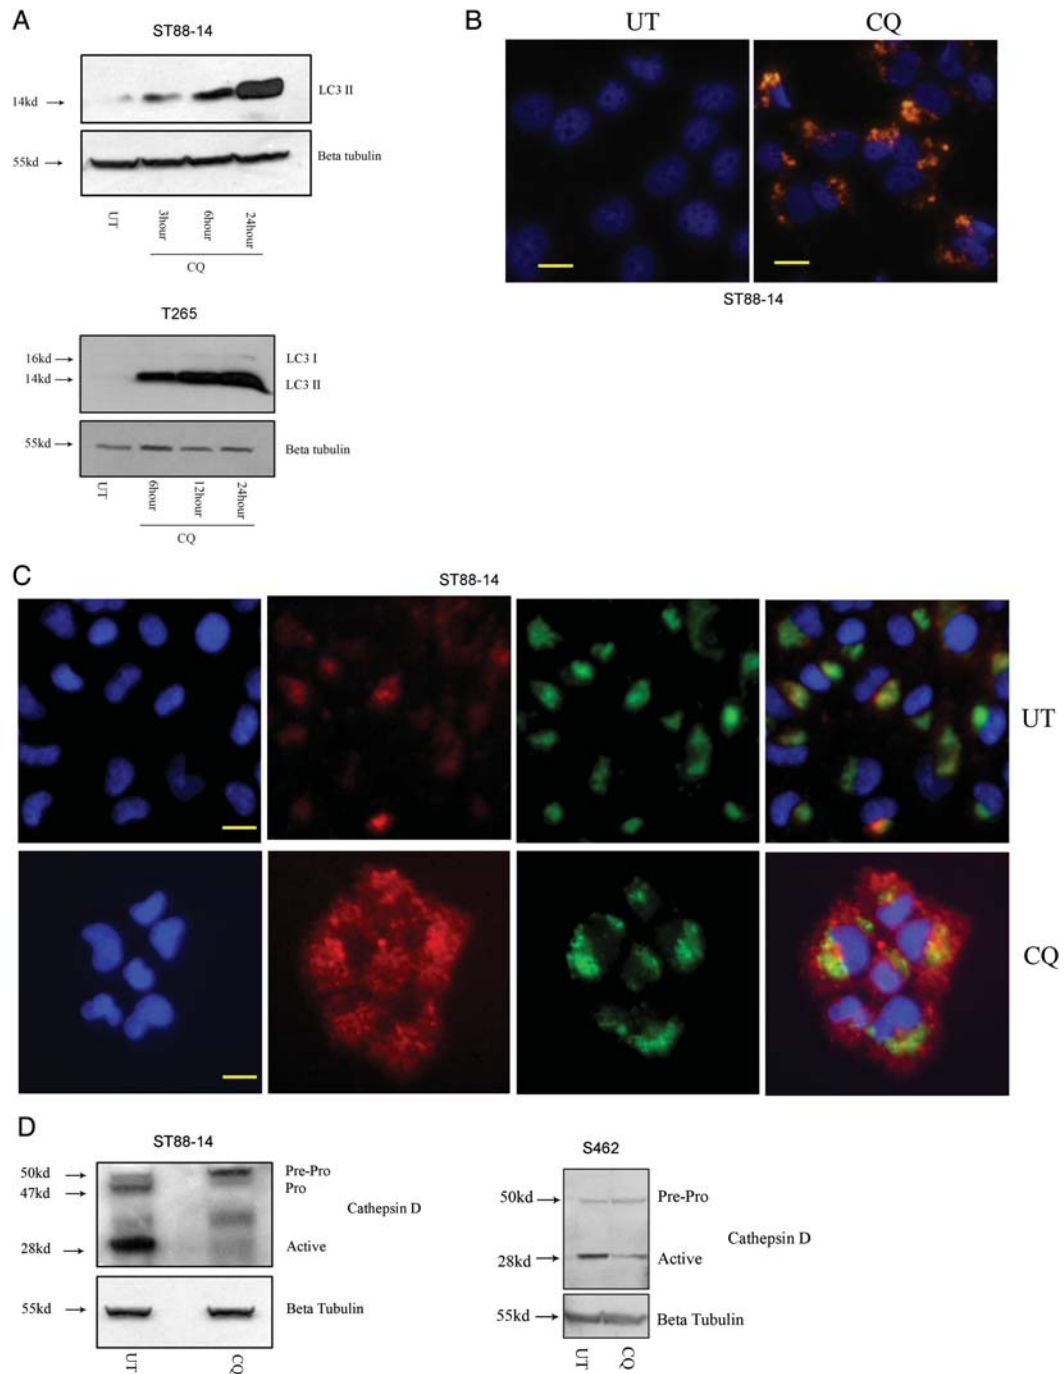 A
ST88-14
14kd
LC3 II
55kd
Beta tubulin
UT
3hour
6hour
24hour
CQ
T265
16kd
LC3 I
14kd
LC3 II
55kd
Beta tubulin
UT
6hour
12hour
24hour
CQ
B
UT
CQ
ST88-14
C
ST88-14
UT
CQ
D
ST88-14
50kd
Pre-Pro
47kd
Pro
Cathepsin D
28kd
Active
55kd
Beta Tubulin
UT
CQ
S462
50kd
Pre-Pro
Cathepsin D
28kd
Active
55kd
Beta Tubulin
UT
CQ